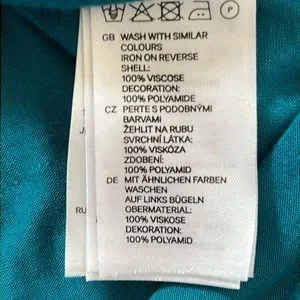 GB WASH WITH SIMILAR
COLOURS
IRON ON REVERSE
SHELL:
100% VISCOSE
DECORATION:
100% POLYAMIDE
CZ PERTE S PODOBNÝMI
BARVAMI
ŽEHLIT NA RUBU
SVRCHNÍ LÁTKA:
100% VISKÓZA
ZDOBENÍ:
100% POLYAMID
DE MIT ÄHNLICHEN FARBEN
WASCHEN
AUF LINKS BÜGELN
OBERMATERIAL:
100% VISKOSE
DEKORATION:
100% POLYAMID
RU